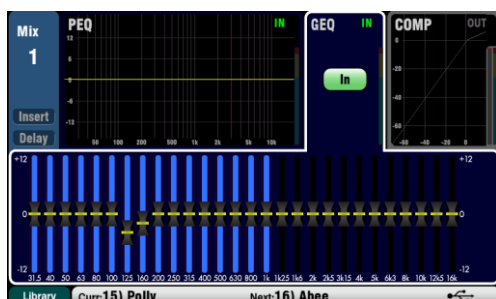 Mix
1
Insert
Delay
PEQ IN
12
6
-0
-6
-12
50 100 200 500 1k 2k 5k 10k
GEQ IN
In
COMP OUT
0
-20
-40
-60
-60 -40 -20 0
+12 +12
0 0
-12 -12
31.5 40 50 63 80 100 125 160 200 250 315 400 500 630 800 1k 1k25 1k6 2k 2k5 3k15 4k 5k 6k3 8k 10k 12k5 16k
Library Curr:15) Polly Next:16) Abee